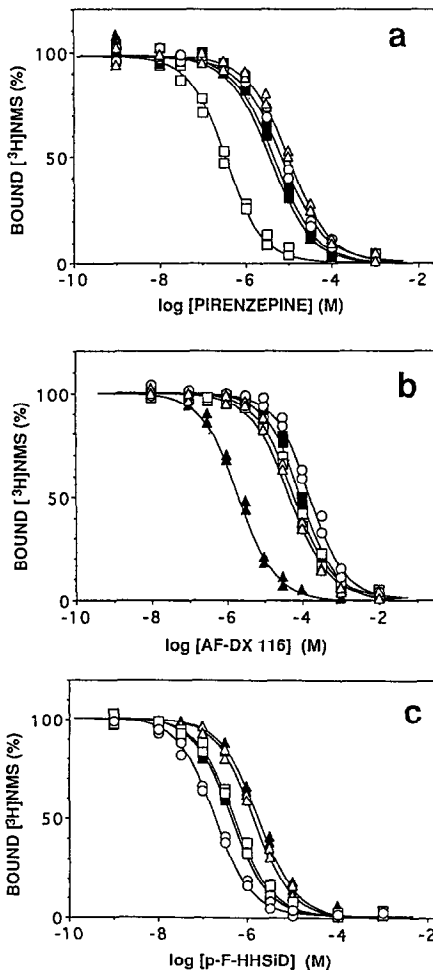 a
BOUND [³H]NMS (%)
100
50
0
-10 -8 -6 -4 -2
log [PIRENZEPINE] (M)
b
BOUND [³H]NMS (%)
100
50
0
-10 -8 -6 -4 -2
log [AF-DX 116] (M)
c
BOUND [³H]NMS (%)
100
50
0
-10 -8 -6 -4 -2
log [p-F-HHSiD] (M)